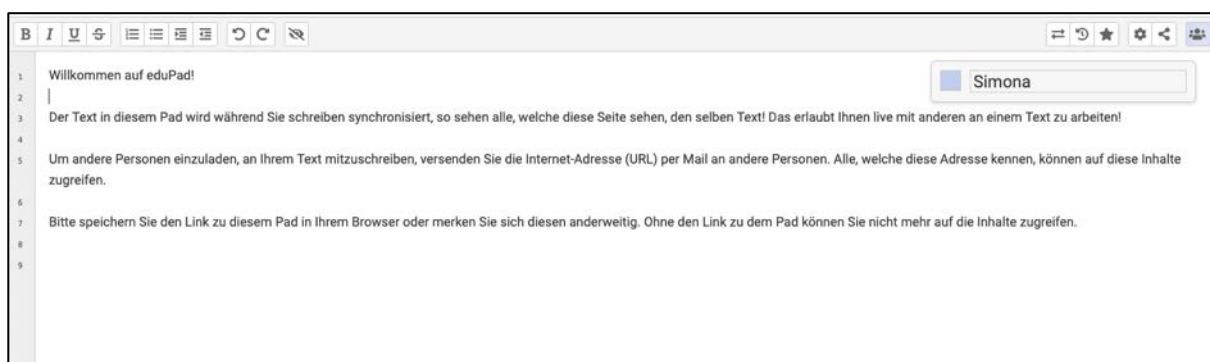 B I U S
Willkommen auf eduPad!
Simona
Der Text in diesem Pad wird während Sie schreiben synchronisiert, so sehen alle, welche diese Seite sehen, den selben Text! Das erlaubt Ihnen live mit anderen an einem Text zu arbeiten!
Um andere Personen einzuladen, an Ihrem Text mitzuschreiben, versenden Sie die Internet-Adresse (URL) per Mail an andere Personen. Alle, welche diese Adresse kennen, können auf diese Inhalte
zugreifen.
Bitte speichern Sie den Link zu diesem Pad in Ihrem Browser oder merken Sie sich diesen anderweitig. Ohne den Link zu dem Pad können Sie nicht mehr auf die Inhalte zugreifen.